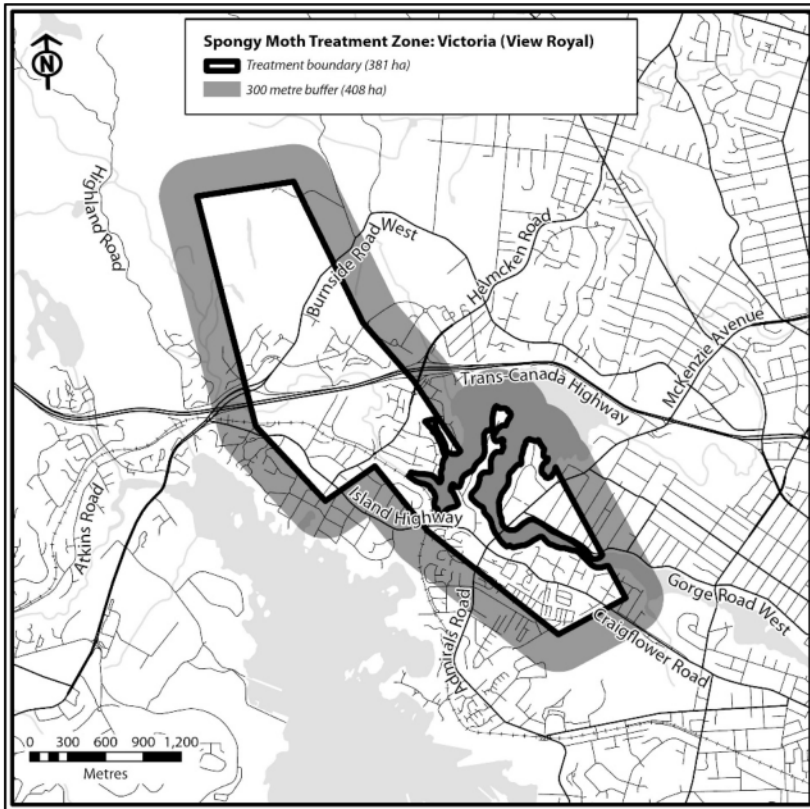 Spongy Moth Treatment Zone: Victoria (View Royal)
Treatment boundary (381 ha)
300 metre buffer (408 ha)
N
Highland Road
Burnside Road West
Helmcken Road
McKenzie Avenue
Trans-Canada Highway
Atkins Road
Island Highway
Admirals Road
Gorge Road West
Craigflower Road
0 300 600 900 1,200
Metres